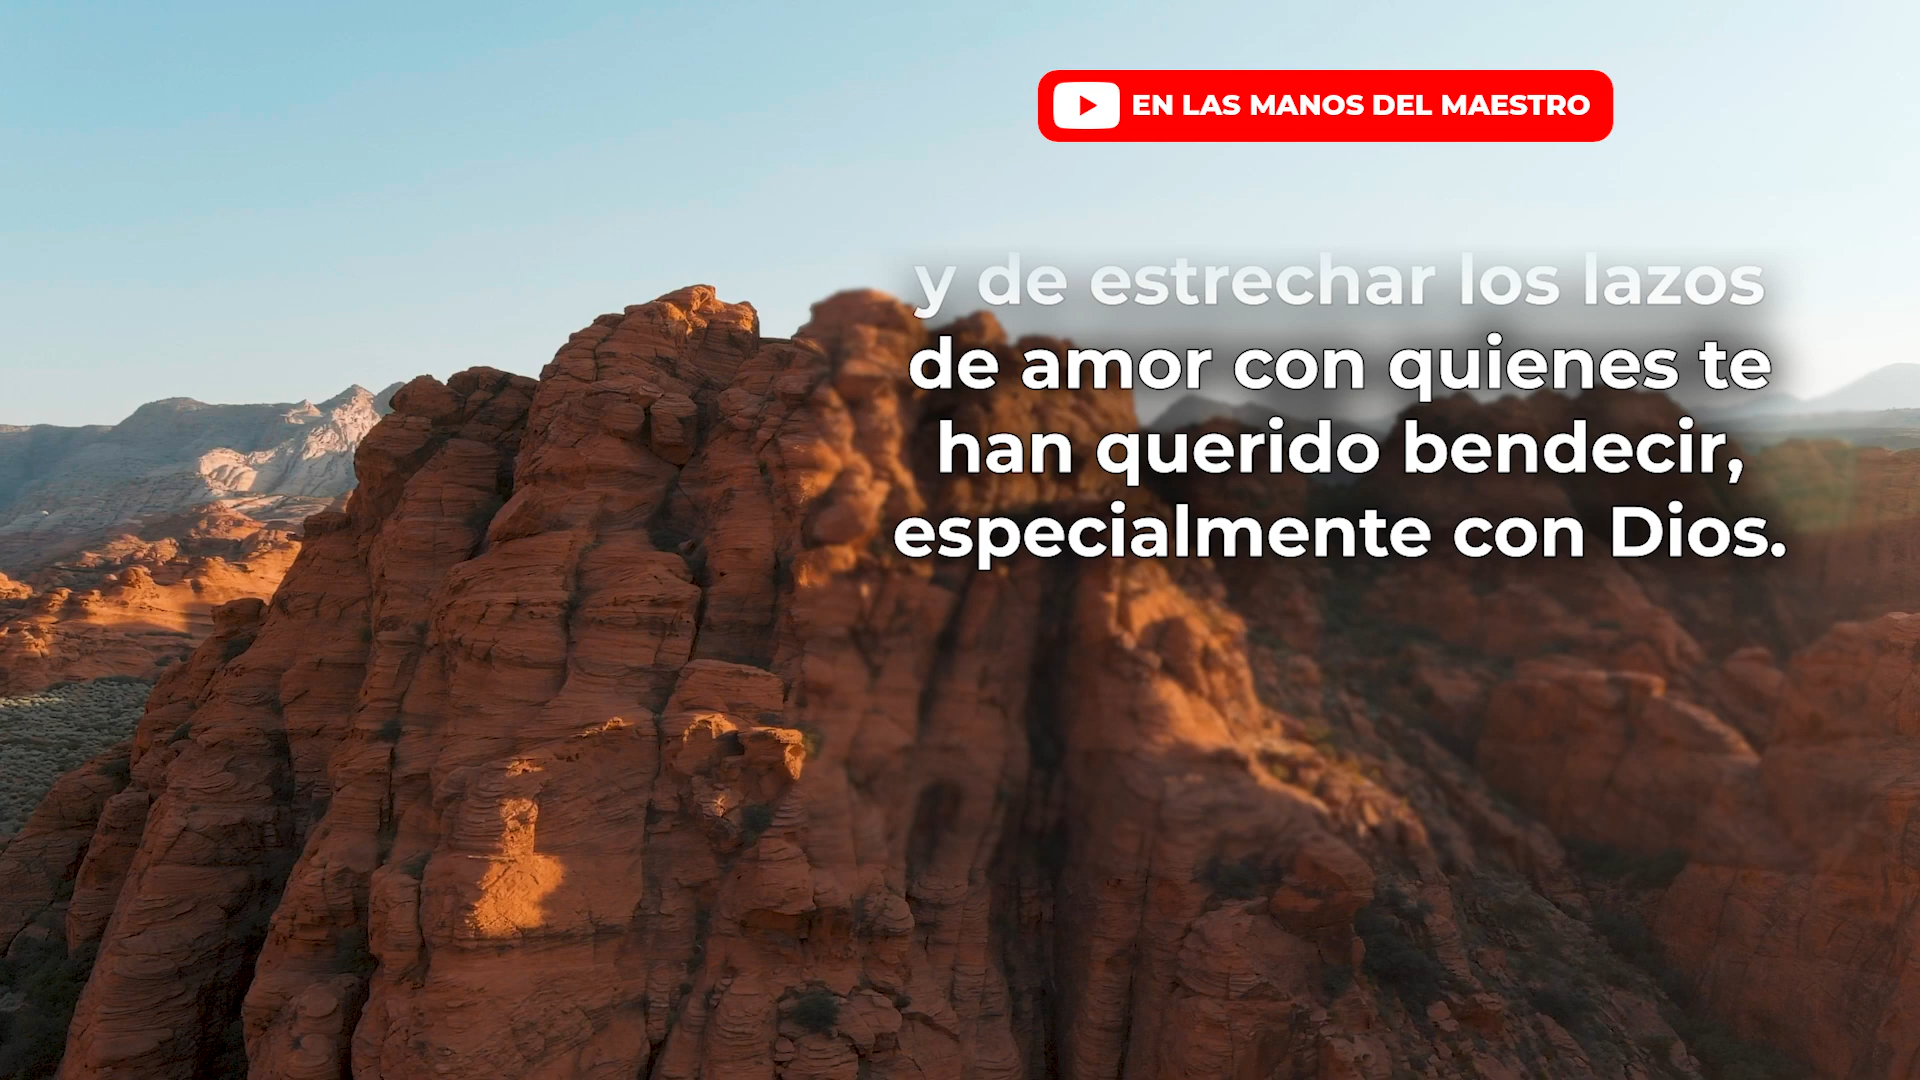 EN LAS MANOS DEL MAESTRO
y de estrechar los lazos
de amor con quienes te
han querido bendecir,
especialmente con Dios.